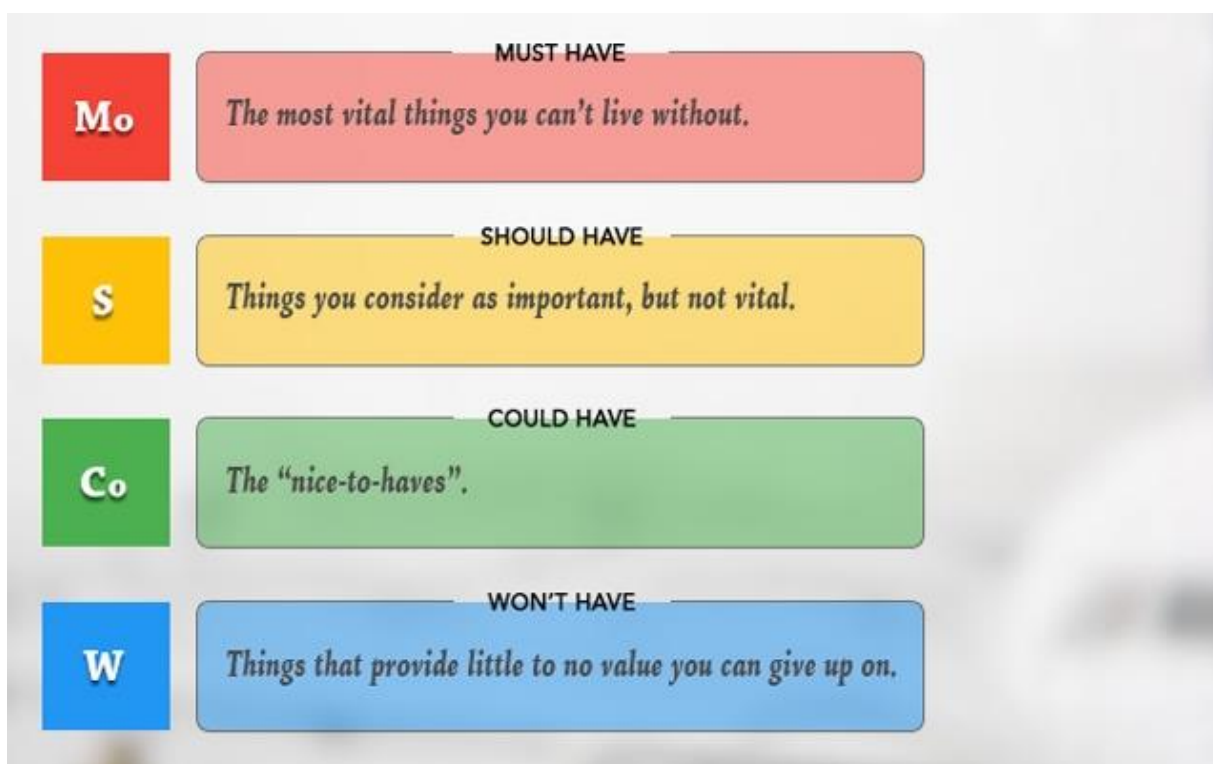 MUST HAVE
Mo
The most vital things you can't live without.
SHOULD HAVE
S
Things you consider as important, but not vital.
COULD HAVE
Co
The “nice-to-haves”.
WON'T HAVE
W
Things that provide little to no value you can give up on.